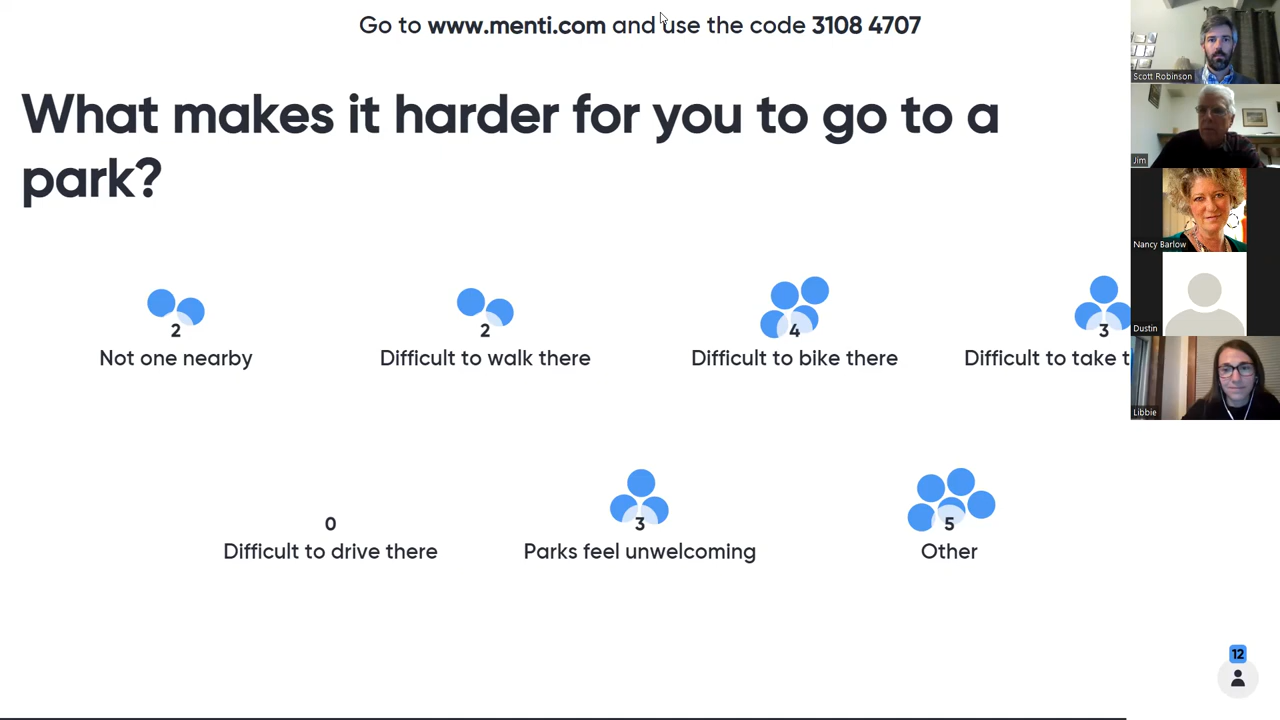 Go to www.menti.com and use the code 3108 4707
What makes it harder for you to go to a
park?
2
Not one nearby
2
Difficult to walk there
4
Difficult to bike there
3
Difficult to take t
0
Difficult to drive there
3
Parks feel unwelcoming
5
Other
Scott Robinson
Jim
Nancy Barlow
Dustin
Libbie
12